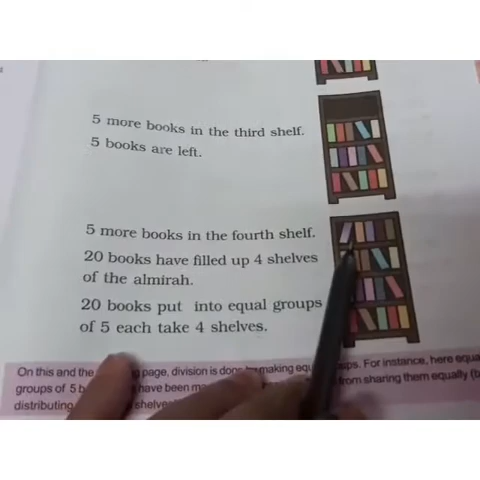 5 more books in the third shelf.
5 books are left.
5 more books in the fourth shelf.
20 books have filled up 4 shelves
of the almirah.
20 books put into equal groups
of 5 each take 4 shelves.
On this and the page, division is done making equ ups. For instance, here equa
groups of 5 b have been ma from sharing them equally (b
distributing shelve